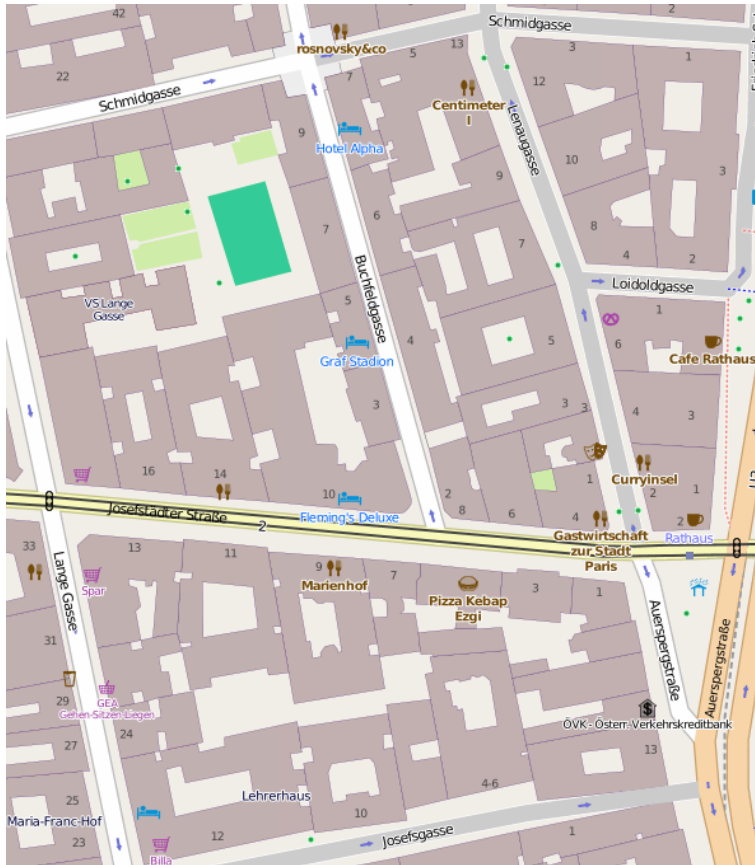 42
Schmidgasse
2
rosnovsky&co
5
13
3
1
22
7
12
Schmidgasse
Centimeter
I
9
Hotel Alpha
Lenaugasse
10
3
9
6
7
8
7
4
2
Buchfeldgasse
Loidoldgasse
VS Lange
Gasse
5
1
4
5
6
Graf Stadion
Cafe Rathaus
3
3
3
4
3
16
14
10
2
1
Curryinsel
2
1
Josefstädter Straße
2
Fleming's Deluxe
8
6
4
2
Gastwirtschaft
zur Stadt
Paris
Rathaus
33
13
11
9
7
Lange Gasse
Spar
Marienhof
Pizza Kebap
Ezgi
3
1
31
Auerspergstraße
Auerspergstraße
29
GEA
Gehen-Sitzen-Liegen
24
ÖVK - Österr. Verkehrskreditbank
27
13
25
Lehrerhaus
4-6
Maria-Franc-Hof
10
23
12
Josefsgasse
1
Billa